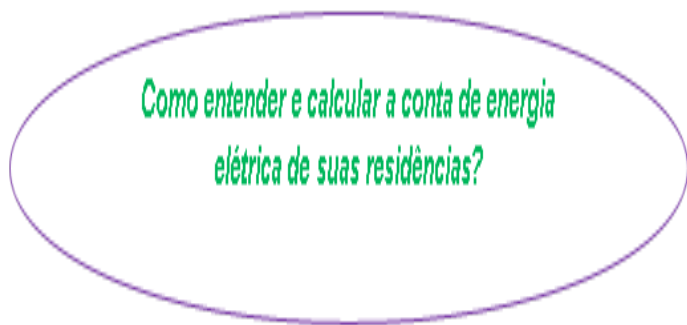 Como entender e calcular a conta de energia
elétrica de suas residências?